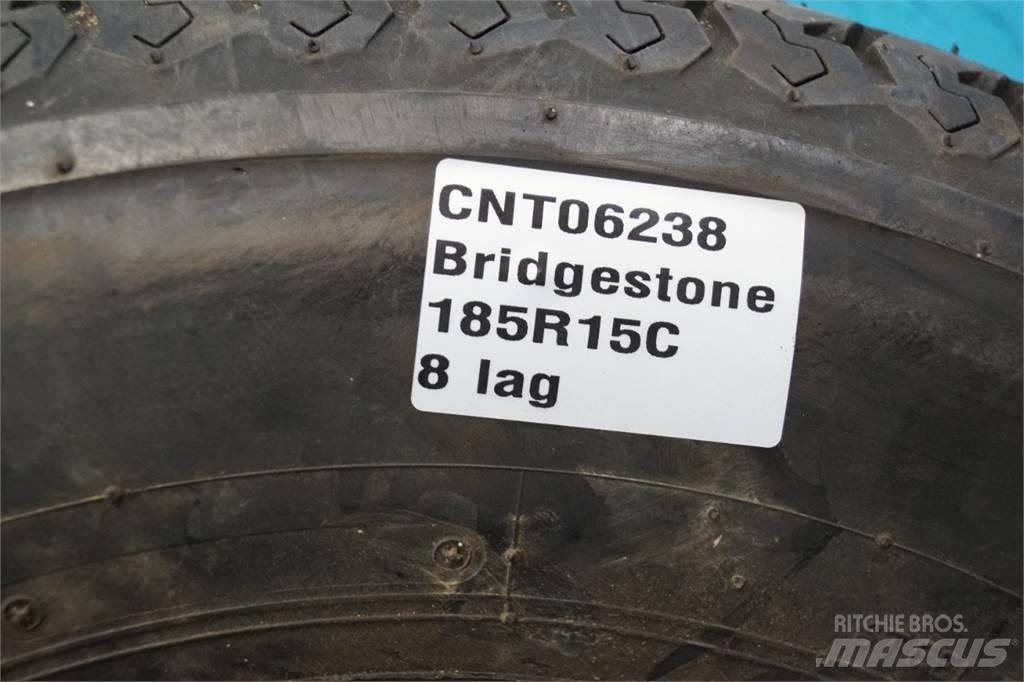 CNT06238
Bridgestone
185R15C
8 lag
RITCHIE BROS.
MASCUS